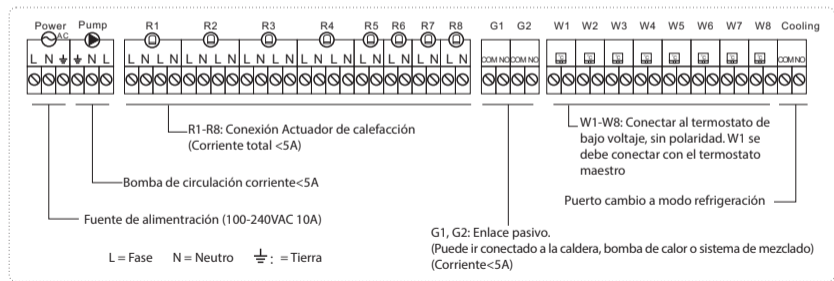 Power Pump R1 R2 R3 R4 R5 R6 R7 R8 G1 G2 W1 W2 W3 W4 W5 W6 W7 W8 Cooling
AC
L N ⏚ ⏚ N L L N L N L N L N L N L N L N L N L N L N L N L N COM NO COM NO COM NO
R1-R8: Conexión Actuador de calefacción
(Corriente total <5A)
Bomba de circulación corriente<5A
Fuente de alimentración (100-240VAC 10A)
L = Fase N = Neutro ⏚ : = Tierra
W1-W8: Conectar al termostato de
bajo voltaje, sin polaridad. W1 se
debe conectar con el termostato
maestro
Puerto cambio a modo refrigeración
G1, G2: Enlace pasivo.
(Puede ir conectado a la caldera, bomba de calor o sistema de mezclado)
(Corriente<5A)